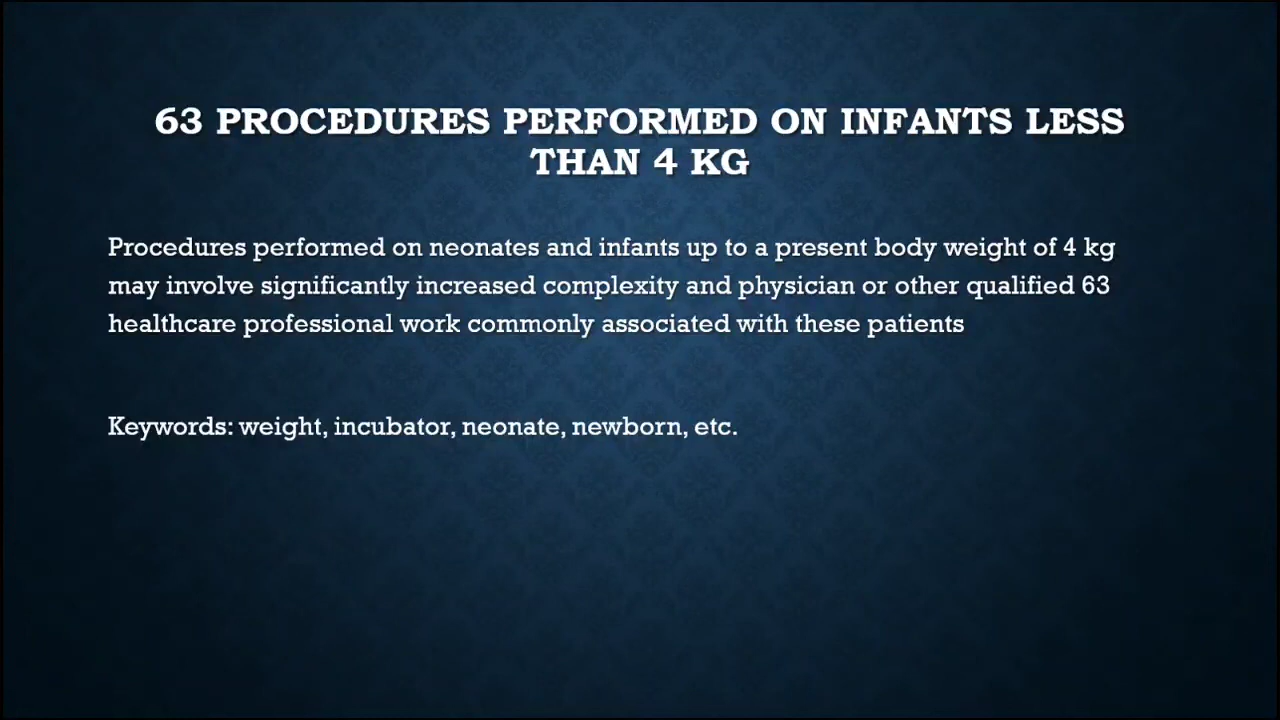 63 PROCEDURES PERFORMED ON INFANTS LESS
THAN 4 KG
Procedures performed on neonates and infants up to a present body weight of 4 kg
may involve significantly increased complexity and physician or other qualified 63
healthcare professional work commonly associated with these patients
Keywords: weight, incubator, neonate, newborn, etc.